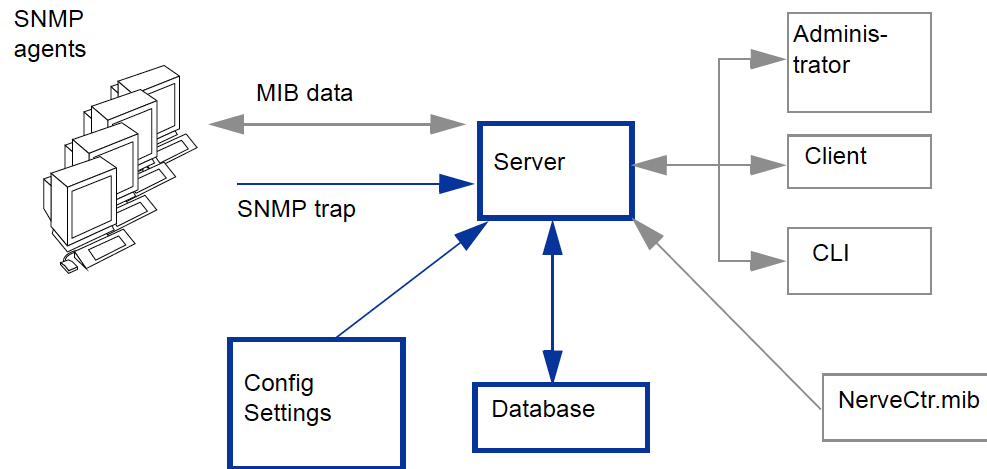 SNMP
agents
MIB data
SNMP trap
Server
Adminis-
trator
Client
CLI
Config
Settings
Database
NerveCtr.mib